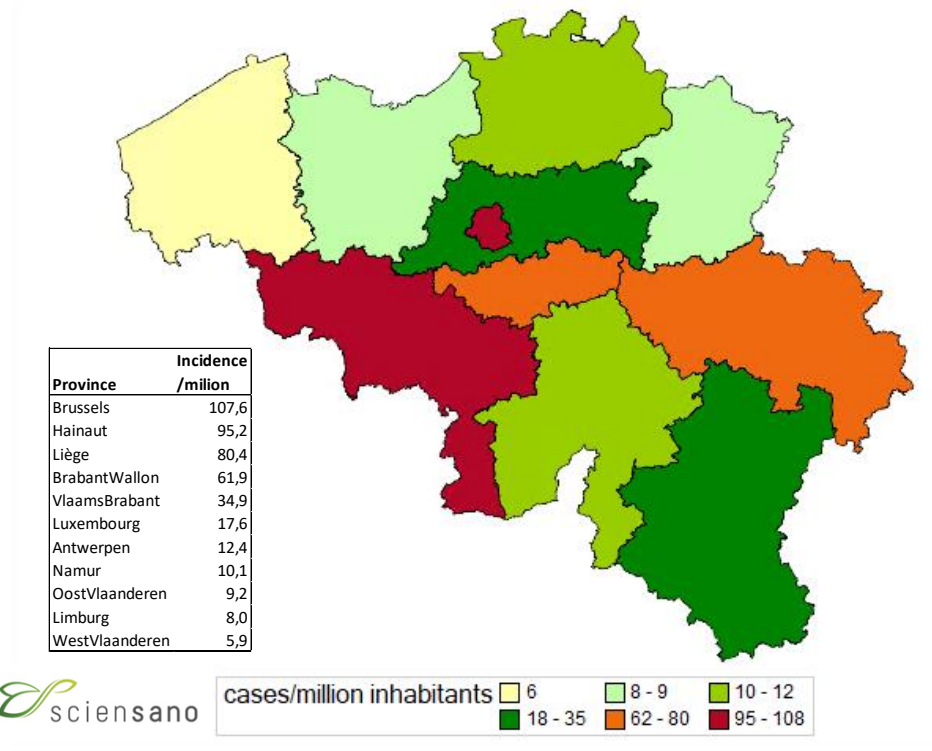 Incidence
Province /milion
Brussels 107,6
Hainaut 95,2
Liège 80,4
BrabantWallon 61,9
VlaamsBrabant 34,9
Luxembourg 17,6
Antwerpen 12,4
Namur 10,1
OostVlaanderen 9,2
Limburg 8,0
WestVlaanderen 5,9
sciensano
cases/million inhabitants 6 8 - 9 10 - 12
18 - 35 62 - 80 95 - 108